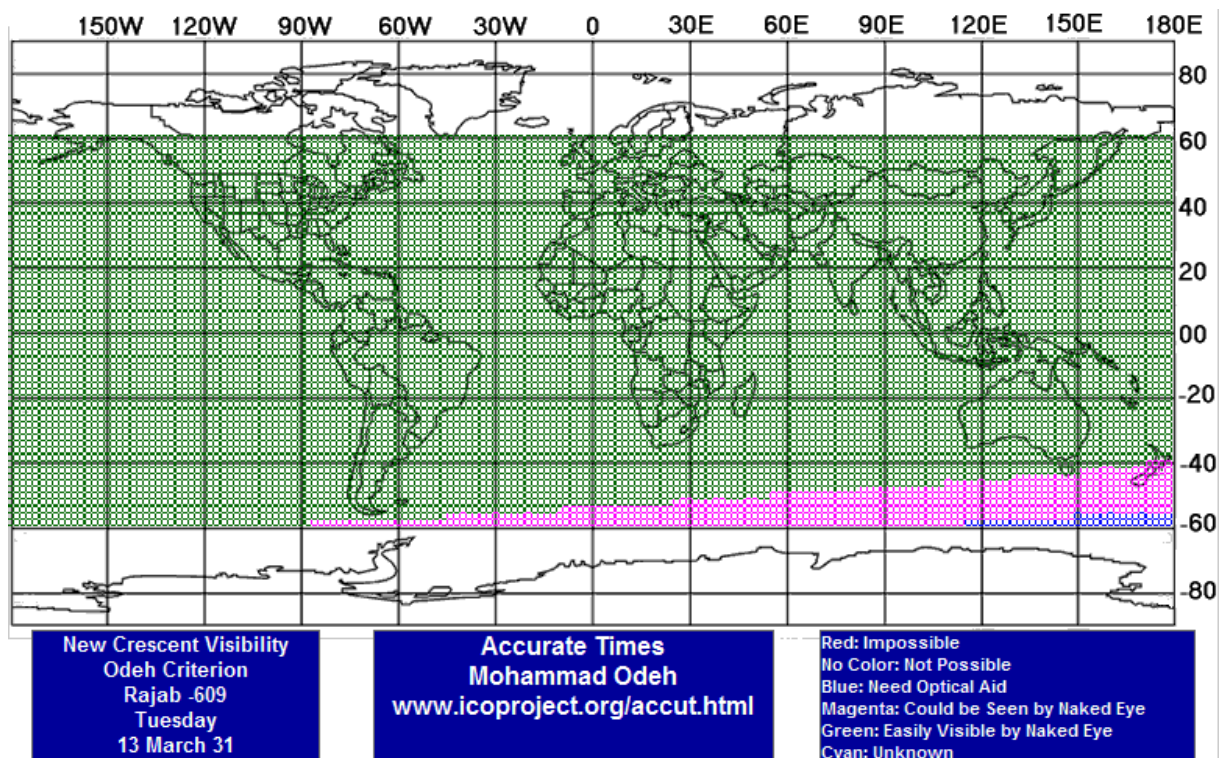 150W 120W 90W 60W 30W 0 30E 60E 90E 120E 150E 180E
80
60
40
20
00
-20
-40
-60
-80
New Crescent Visibility
Odeh Criterion
Rajab -609
Tuesday
13 March 31
Accurate Times
Mohammad Odeh
www.icoproject.org/accut.html
Red: Impossible
No Color: Not Possible
Blue: Need Optical Aid
Magenta: Could be Seen by Naked Eye
Green: Easily Visible by Naked Eye
Cyan: Unknown